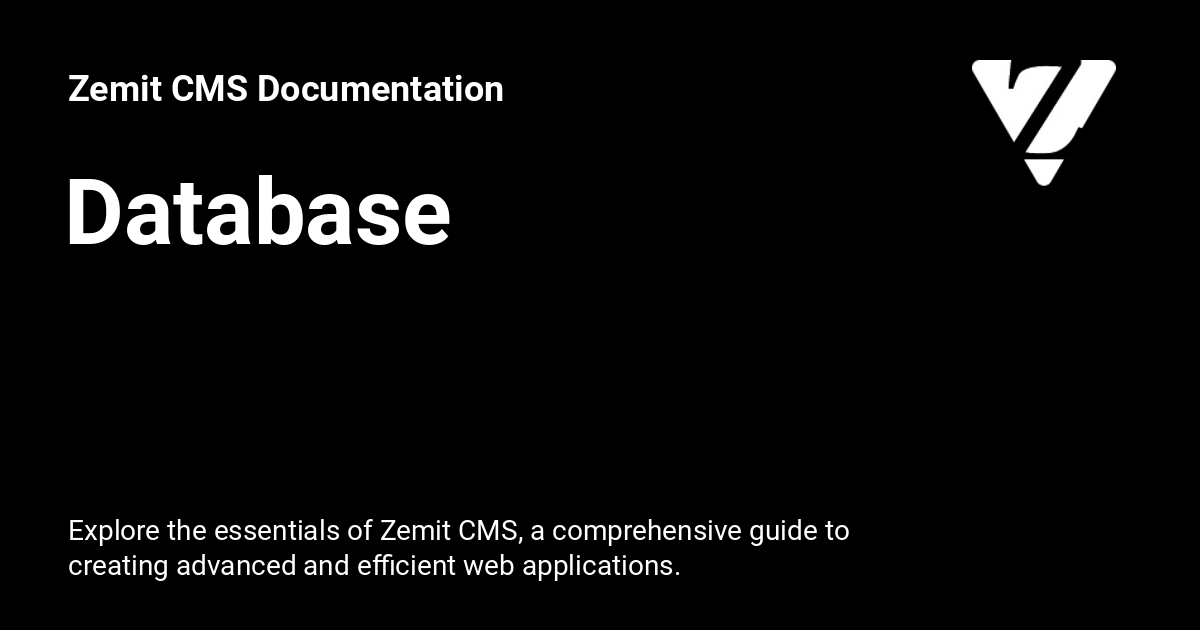 Zemit CMS Documentation
Database
Explore the essentials of Zemit CMS, a comprehensive guide to
creating advanced and efficient web applications.